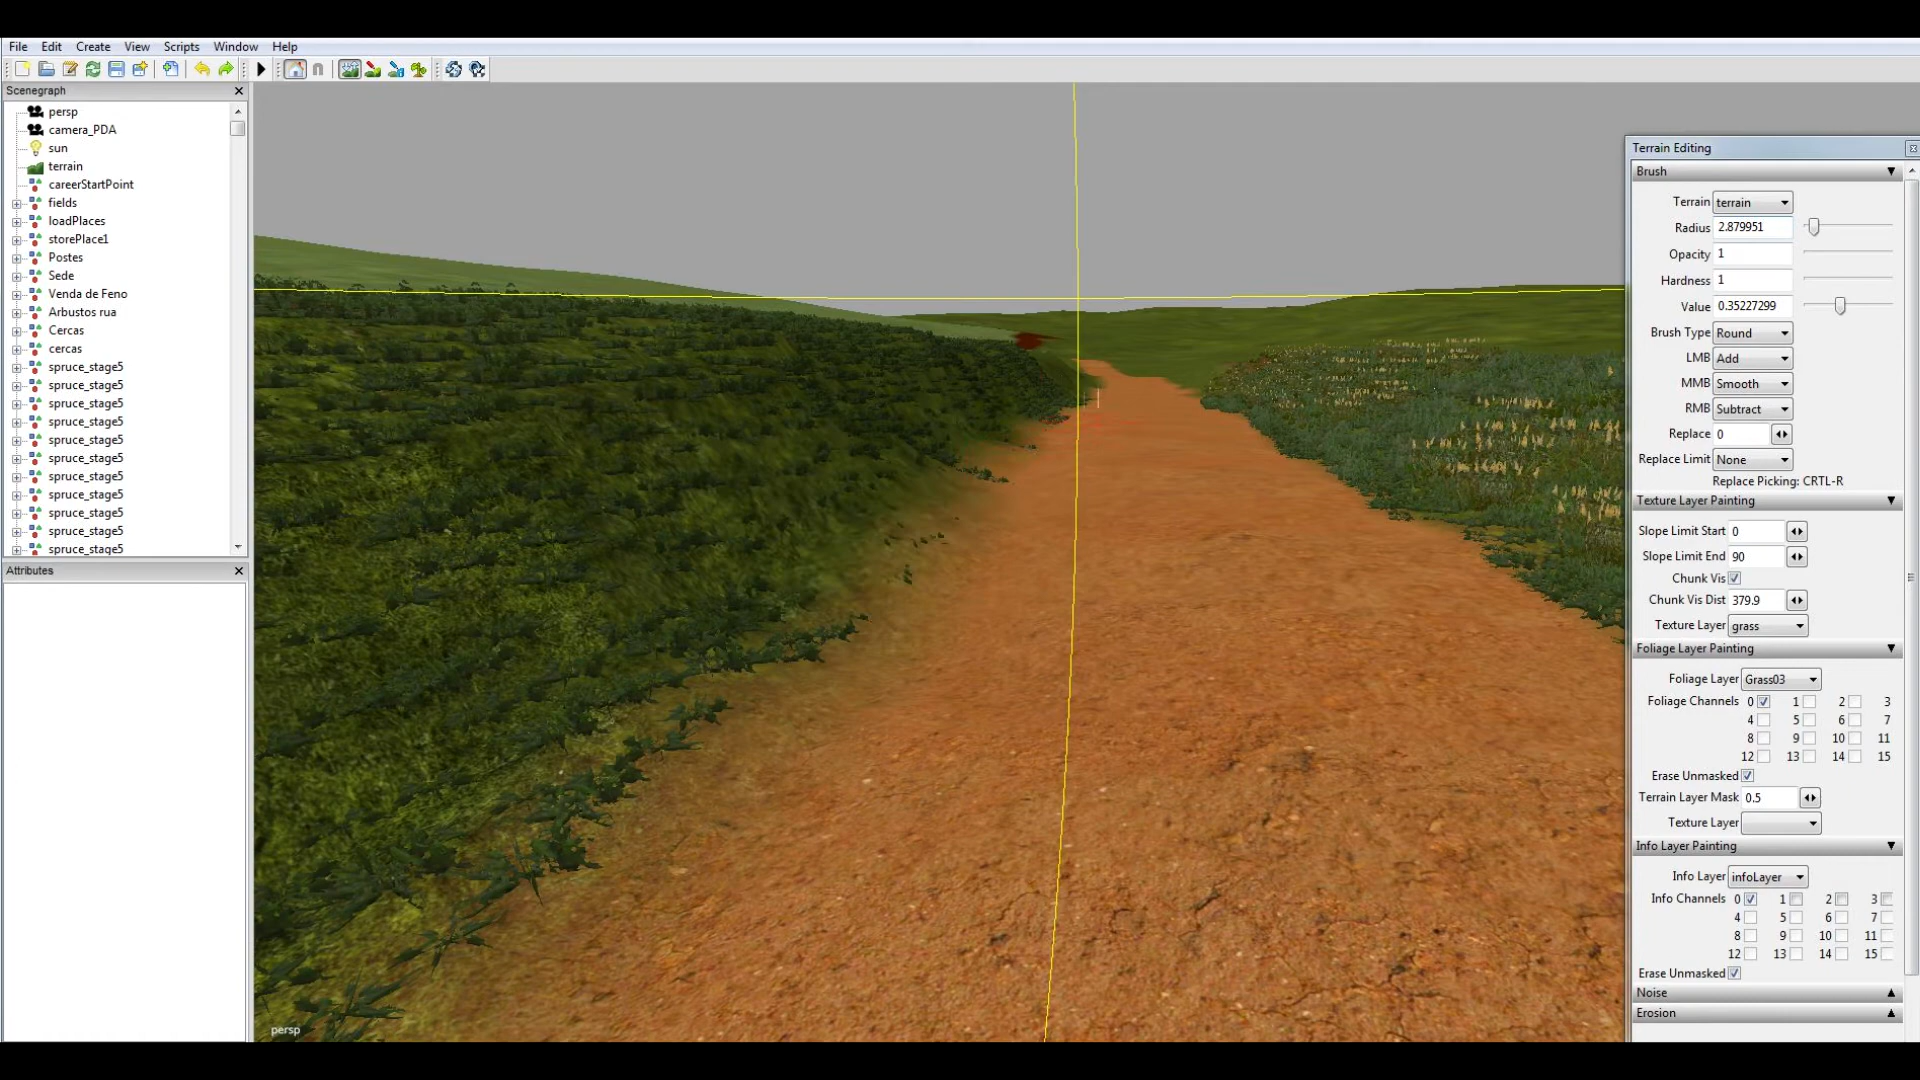 File Edit Create View Scripts Window Help
Scenegraph
persp
camera_PDA
sun
terrain
careerStartPoint
fields
loadPlaces
storePlace1
Postes
Sede
Venda de Feno
Arbustos rua
Cercas
cercas
spruce_stage5
spruce_stage5
spruce_stage5
spruce_stage5
spruce_stage5
spruce_stage5
spruce_stage5
spruce_stage5
spruce_stage5
spruce_stage5
spruce_stage5
Attributes
persp
Terrain Editing
Brush
Terrain terrain
Radius 2.879951
Opacity 1
Hardness 1
Value 0.35227299
Brush Type Round
LMB Add
MMB Smooth
RMB Subtract
Replace 0
Replace Limit None
Replace Picking: CRTL-R
Texture Layer Painting
Slope Limit Start 0
Slope Limit End 90
Chunk Vis
Chunk Vis Dist 379.9
Texture Layer grass
Foliage Layer Painting
Foliage Layer Grass03
Foliage Channels 0 1 2 3
4 5 6 7
8 9 10 11
12 13 14 15
Erase Unmasked
Terrain Layer Mask 0.5
Texture Layer
Info Layer Painting
Info Layer infoLayer
Info Channels 0 1 2 3
4 5 6 7
8 9 10 11
12 13 14 15
Erase Unmasked
Noise
Erosion